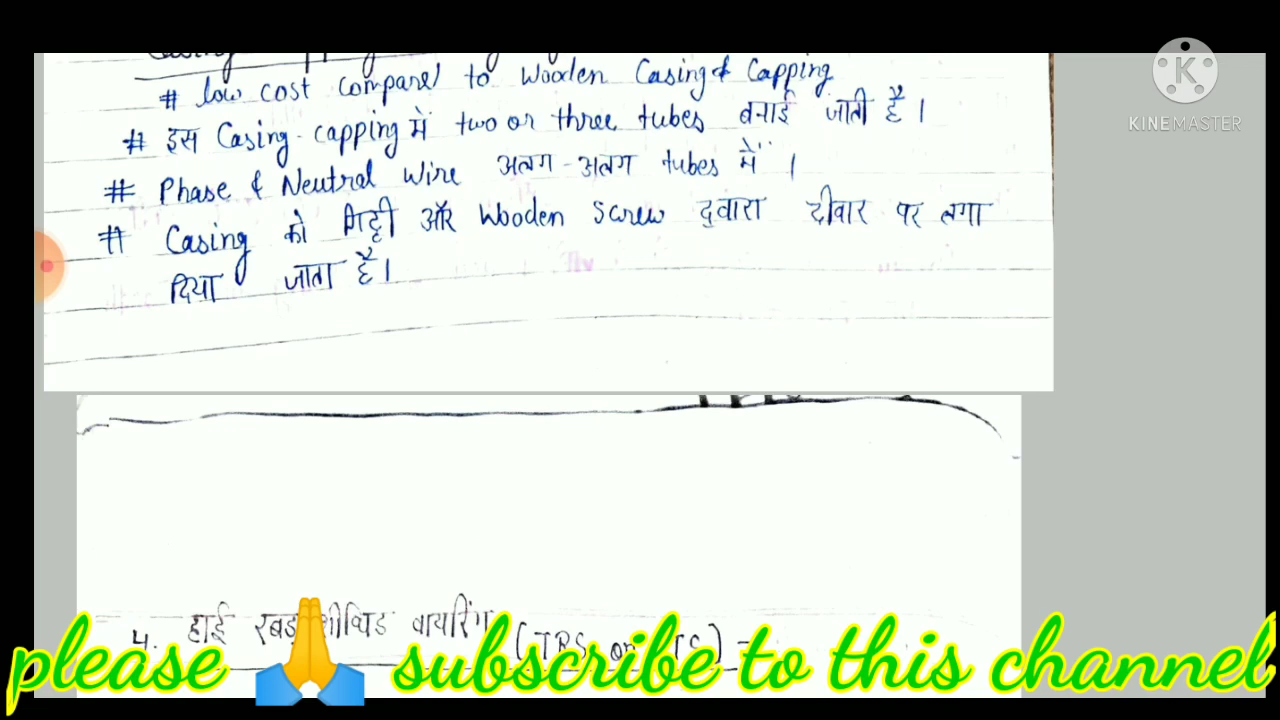 # low cost compared to wooden Casing & Capping
# इस Casing-capping में two or three tubes बनाई जाती है।
# Phase & Neutral wire अलग-अलग tubes में।
# Casing को गिट्टी और wooden screw दुवारा दीवार पर लगा
दिया जाता है।
KINEMASTER
4. हाई रबड़ वायरिंग (TRS or
please 🙏 subscribe to this channel